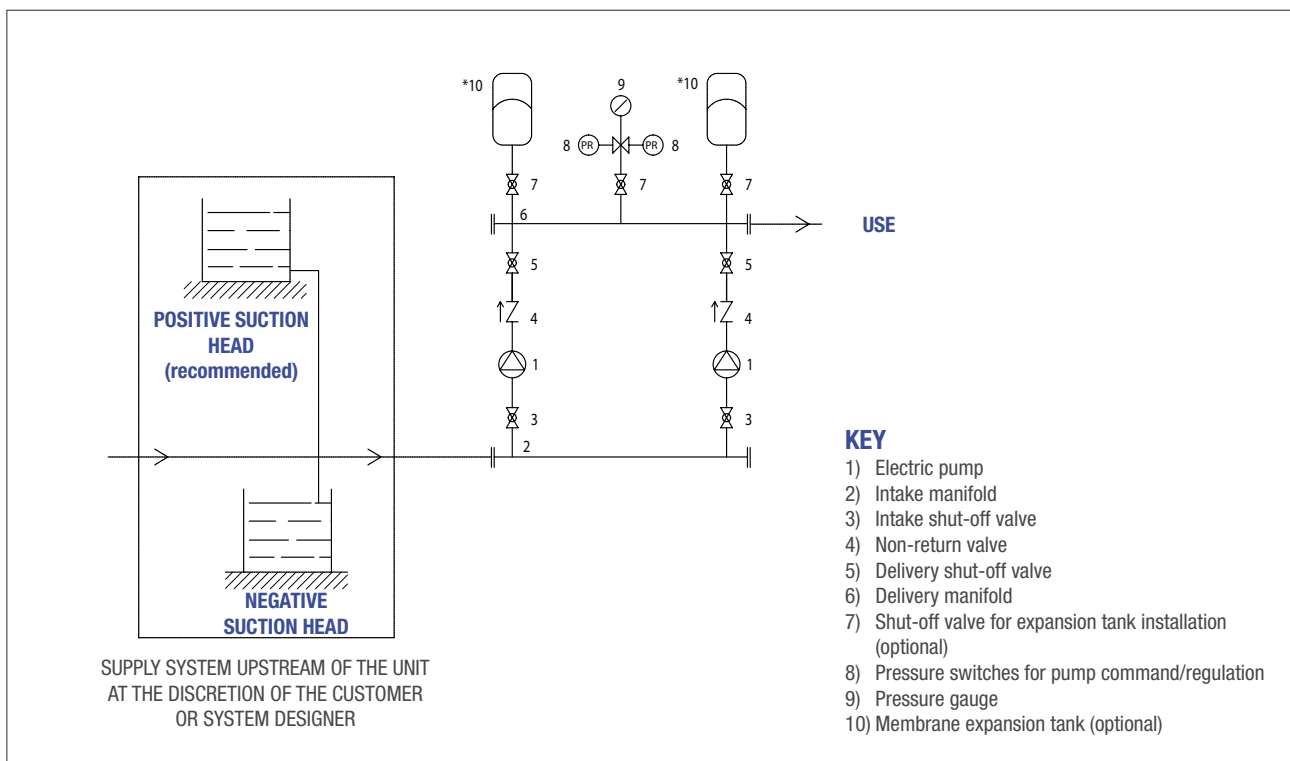 *10
9
*10
8
PR
PR
8
7
7
7
6
USE
5
5
4
4
POSITIVE SUCTION
HEAD
(recommended)
1
1
3
3
2
NEGATIVE
SUCTION HEAD
SUPPLY SYSTEM UPSTREAM OF THE UNIT
AT THE DISCRETION OF THE CUSTOMER
OR SYSTEM DESIGNER
KEY
1) Electric pump
2) Intake manifold
3) Intake shut-off valve
4) Non-return valve
5) Delivery shut-off valve
6) Delivery manifold
7) Shut-off valve for expansion tank installation
(optional)
8) Pressure switches for pump command/regulation
9) Pressure gauge
10) Membrane expansion tank (optional)